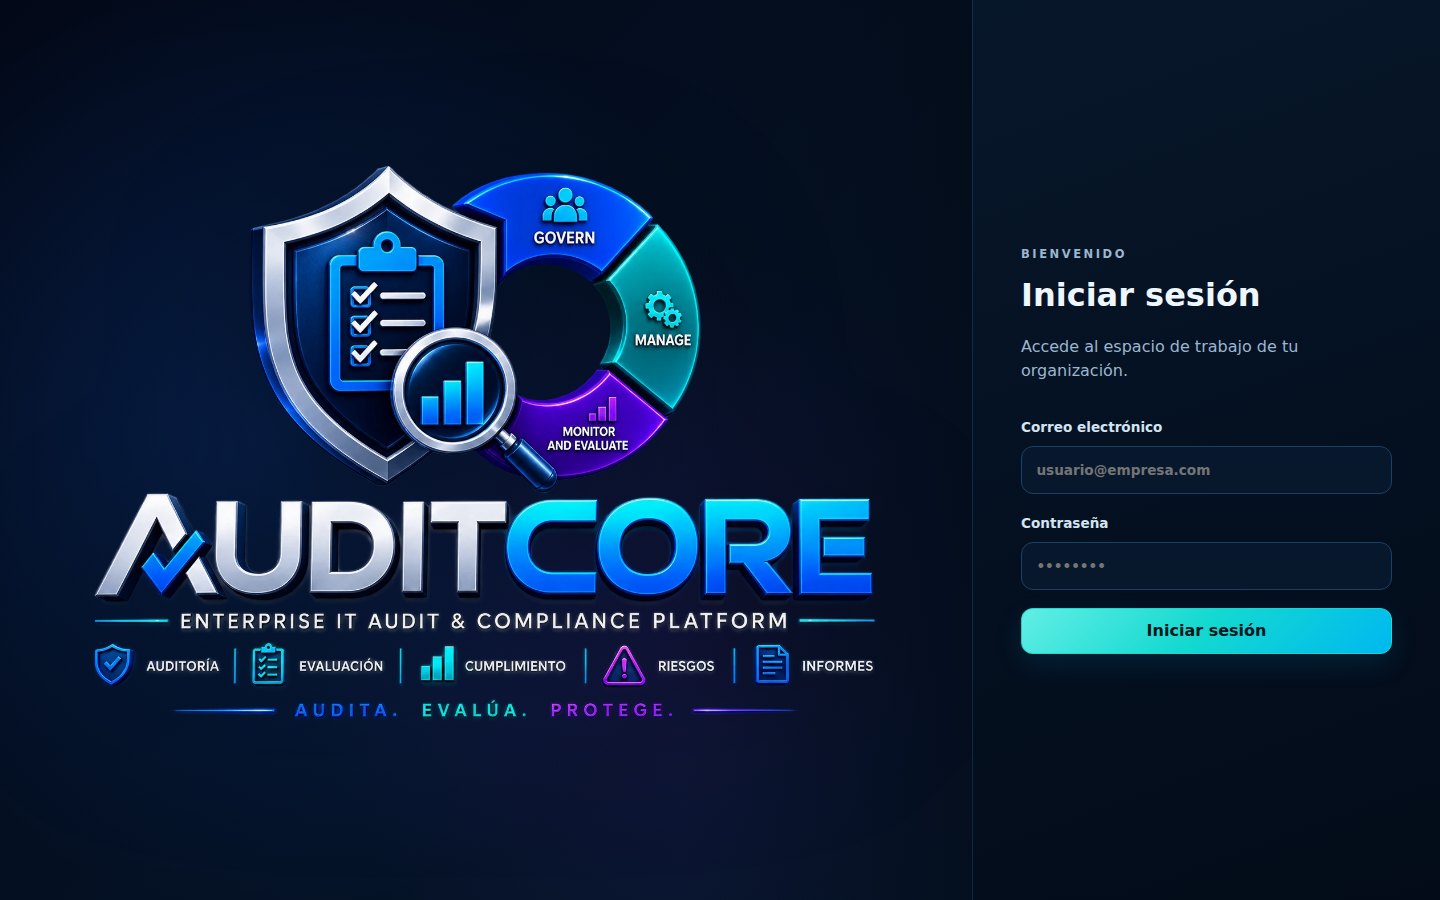 GOVERN
MANAGE
MONITOR
AND EVALUATE
AUDITCORE
ENTERPRISE IT AUDIT & COMPLIANCE PLATFORM
AUDITORÍA EVALUACIÓN CUMPLIMIENTO RIESGOS INFORMES
AUDITA. EVALÚA. PROTEGE.
BIENVENIDO
Iniciar sesión
Accede al espacio de trabajo de tu
organización.
Correo electrónico
usuario@empresa.com
Contraseña
••••••••
Iniciar sesión